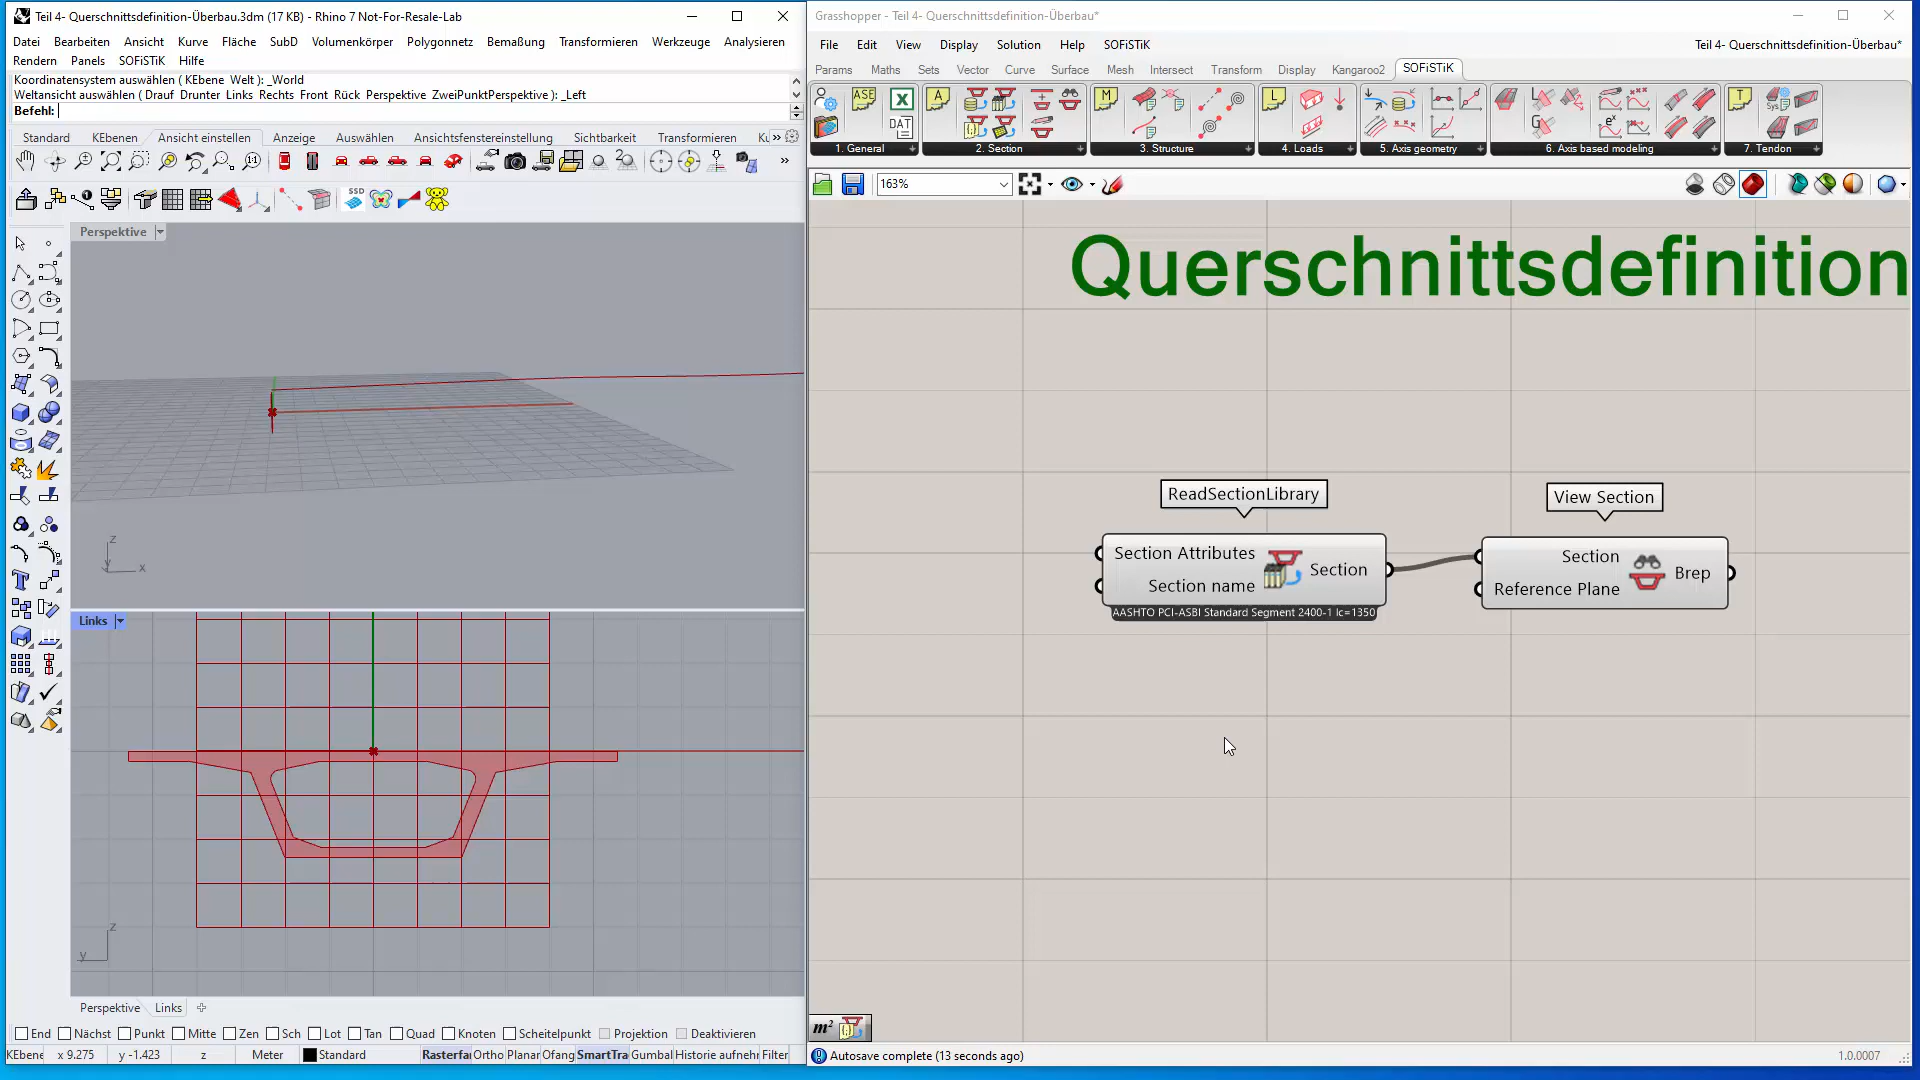 Teil 4- Querschnittsdefinition-Überbau.3dm (17 KB) - Rhino 7 Not-For-Resale-Lab
Datei Bearbeiten Ansicht Kurve Fläche SubD Volumenkörper Polygonnetz Bemaßung Transformieren Werkzeuge Analysieren
Rendern Panels SOFiSTiK Hilfe
Koordinatensystem auswählen ( KEbene Welt ): _World
Weltansicht auswählen ( Drauf Drunter Links Rechts Front Rück Perspektive ZweiPunktPerspektive ): _Left
Befehl:
Standard KEbenen Ansicht einstellen Anzeige Auswählen Ansichtsfenstereinstellung Sichtbarkeit Transformieren Ku
SSD
Perspektive
z
x
Links
z
y
Perspektive Links
End Nächst Punkt Mitte Zen Sch Lot Tan Quad Knoten Scheitelpunkt Projektion Deaktivieren
KEbene x 9.275 y -1.423 z Meter Standard Rasterfa Ortho Planar Ofang SmartTra Gumbal Historie aufnehm Filter
Grasshopper - Teil 4- Querschnittsdefinition-Überbau*
File Edit View Display Solution Help SOFiSTiK
Teil 4- Querschnittsdefinition-Überbau*
Params Maths Sets Vector Curve Surface Mesh Intersect Transform Display Kangaroo2 SOFiSTiK
ASE
DAT
A
M
L
T
1. General 2. Section 3. Structure 4. Loads 5. Axis geometry 6. Axis based modeling 7. Tendon
163%
Querschnittsdefinition
ReadSectionLibrary
View Section
Section Attributes
Section name
Section
AASHTO PCI-ASBI Standard Segment 2400-1 lc=1350
Section
Reference Plane
Brep
m²
Autosave complete (13 seconds ago)
1.0.0007